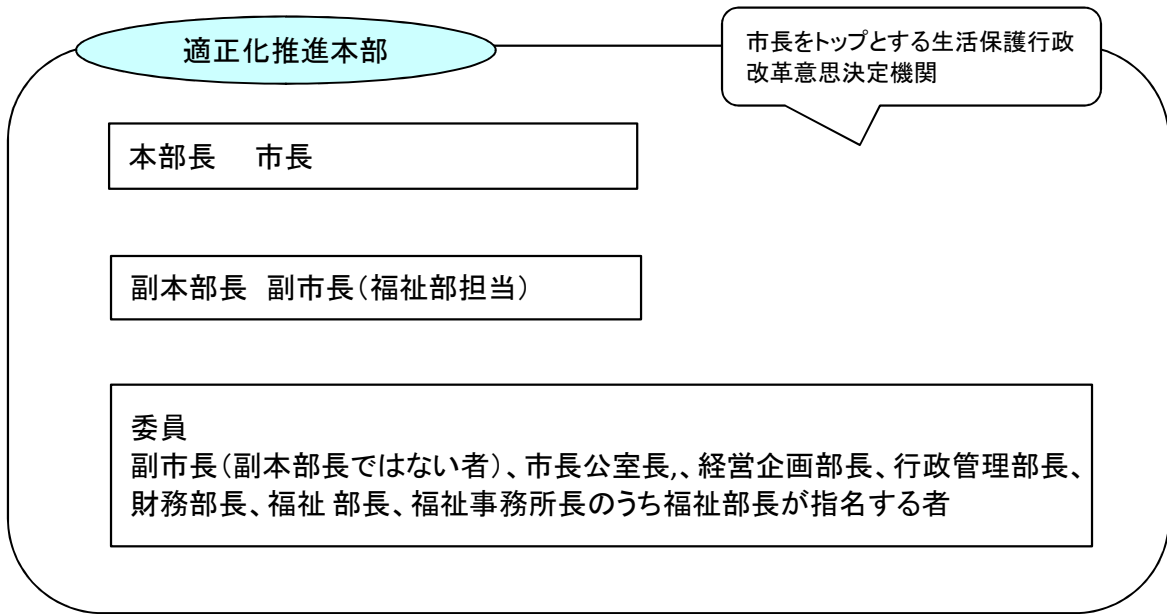 適正化推進本部
市長をトップとする生活保護行政
改革意思決定機関
本部長　市長
副本部長　副市長(福祉部担当)
委員
副市長(副本部長ではない者)、市長公室長,、経営企画部長、行政管理部長、
財務部長、福祉 部長、福祉事務所長のうち福祉部長が指名する者